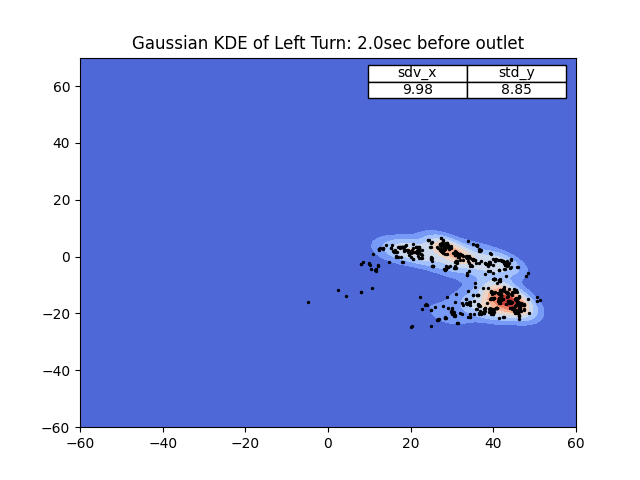 Gaussian KDE of Left Turn: 2.0sec before outlet
sdv_x std_y
9.98 8.85
60
40
20
0
−20
−40
−60
−60 −40 −20 0 20 40 60